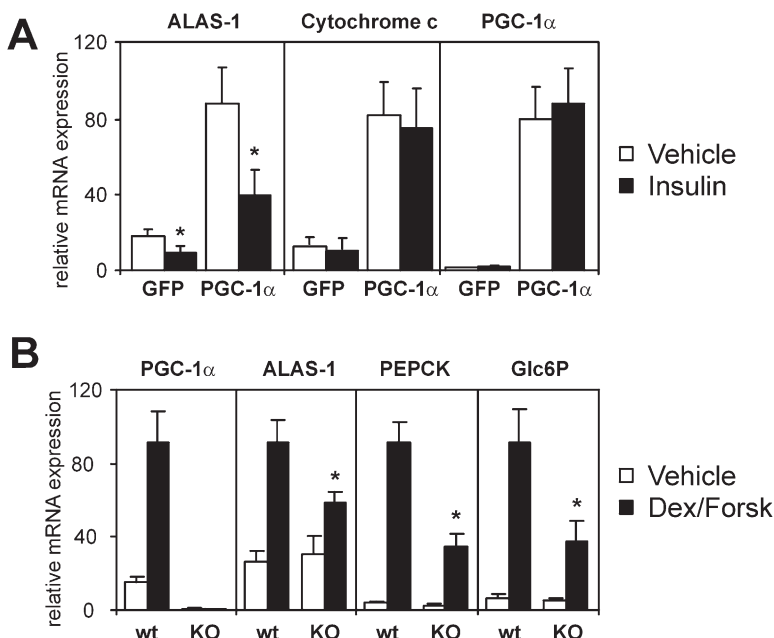 A
ALAS-1 Cytochrome c PGC-1α
relative mRNA expression
120
80
40
0
* *
GFP PGC-1α GFP PGC-1α GFP PGC-1α
Vehicle
Insulin
B
PGC-1α ALAS-1 PEPCK Glc6P
relative mRNA expression
120
80
40
0
* * *
wt KO wt KO wt KO wt KO
Vehicle
Dex/Forsk